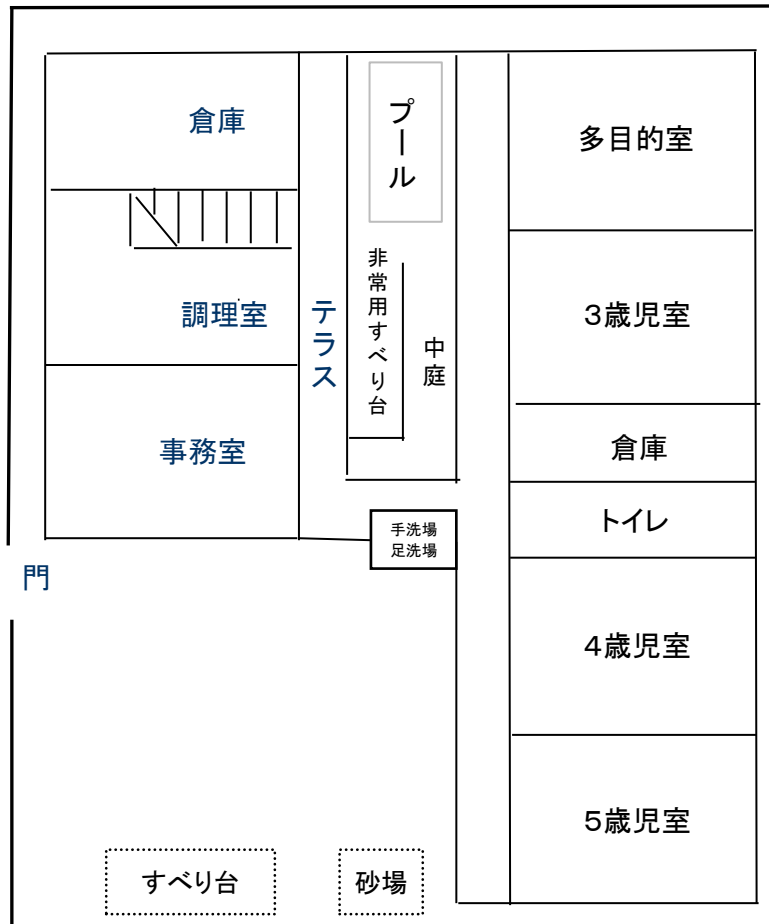 倉庫
プール
多目的室
調理室
テラス
非常用すべり台
中庭
3歳児室
事務室
倉庫
手洗場
足洗場
トイレ
門
4歳児室
5歳児室
すべり台
砂場